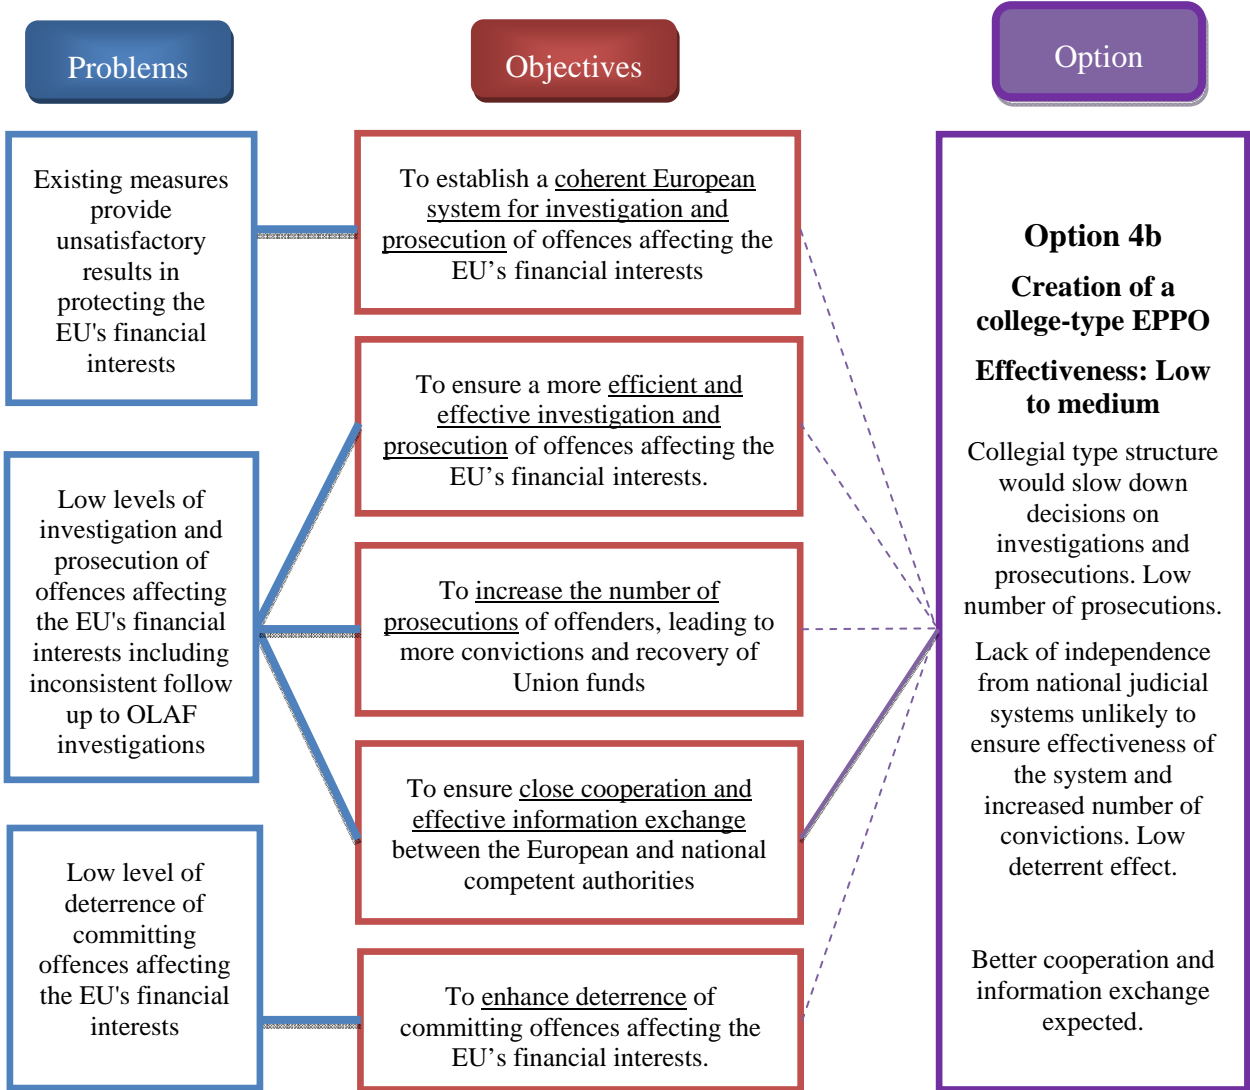 Problems
Objectives
Option
Existing measures
provide
unsatisfactory
results in
protecting the
EU's financial
interests
Low levels of
investigation and
prosecution of
offences affecting
the EU's financial
interests including
inconsistent follow
up to OLAF
investigations
Low level of
deterrence of
committing
offences affecting
the EU's financial
interests
To establish a coherent European
system for investigation and
prosecution of offences affecting the
EU’s financial interests
To ensure a more efficient and
effective investigation and
prosecution of offences affecting the
EU’s financial interests.
To increase the number of
prosecutions of offenders, leading to
more convictions and recovery of
Union funds
To ensure close cooperation and
effective information exchange
between the European and national
competent authorities
To enhance deterrence of
committing offences affecting the
EU’s financial interests.
Option 4b
Creation of a
college-type EPPO
Effectiveness: Low
to medium
Collegial type structure
would slow down
decisions on
investigations and
prosecutions. Low
number of prosecutions.
Lack of independence
from national judicial
systems unlikely to
ensure effectiveness of
the system and
increased number of
convictions. Low
deterrent effect.
Better cooperation and
information exchange
expected.